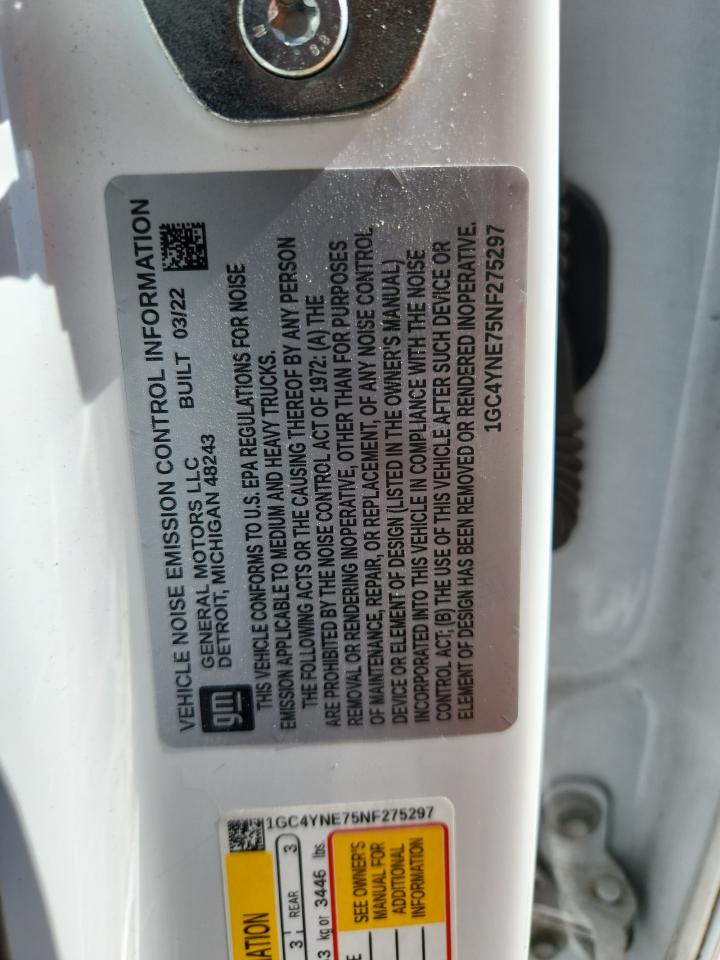 VEHICLE NOISE EMISSION CONTROL INFORMATION
gm
GENERAL MOTORS LLC BUILT 03/22
DETROIT, MICHIGAN 48243
THIS VEHICLE CONFORMS TO U.S. EPA REGULATIONS FOR NOISE
EMISSION APPLICABLE TO MEDIUM AND HEAVY TRUCKS.
THE FOLLOWING ACTS OR THE CAUSING THEREOF BY ANY PERSON
ARE PROHIBITED BY THE NOISE CONTROL ACT OF 1972: (A) THE
REMOVAL OR RENDERING INOPERATIVE, OTHER THAN FOR PURPOSES
OF MAINTENANCE, REPAIR, OR REPLACEMENT, OF ANY NOISE CONTROL
DEVICE OR ELEMENT OF DESIGN (LISTED IN THE OWNER'S MANUAL)
INCORPORATED INTO THIS VEHICLE IN COMPLIANCE WITH THE NOISE
CONTROL ACT; (B) THE USE OF THIS VEHICLE AFTER SUCH DEVICE OR
ELEMENT OF DESIGN HAS BEEN REMOVED OR RENDERED INOPERATIVE.
1GC4YNE75NF275297
1GC4YNE75NF275297
3 REAR 3
kg or 3446 lbs
SEE OWNER'S
MANUAL FOR
ADDITIONAL
INFORMATION